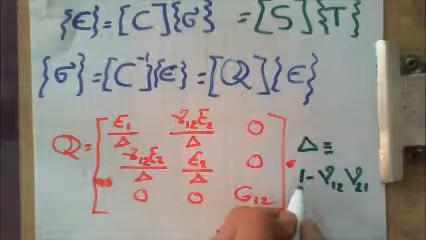 {ϵ} = [C]{σ} = [S]{T}
{σ} = [C⁻¹]{ϵ} = [Q]{ϵ}
Q = [ E₁/Δ  ν₁₂E₂/Δ  0
ν₁₂E₂/Δ  E₂/Δ  0
0  0  G₁₂ ]
Δ ≡
1 - ν₁₂ ν₂₁